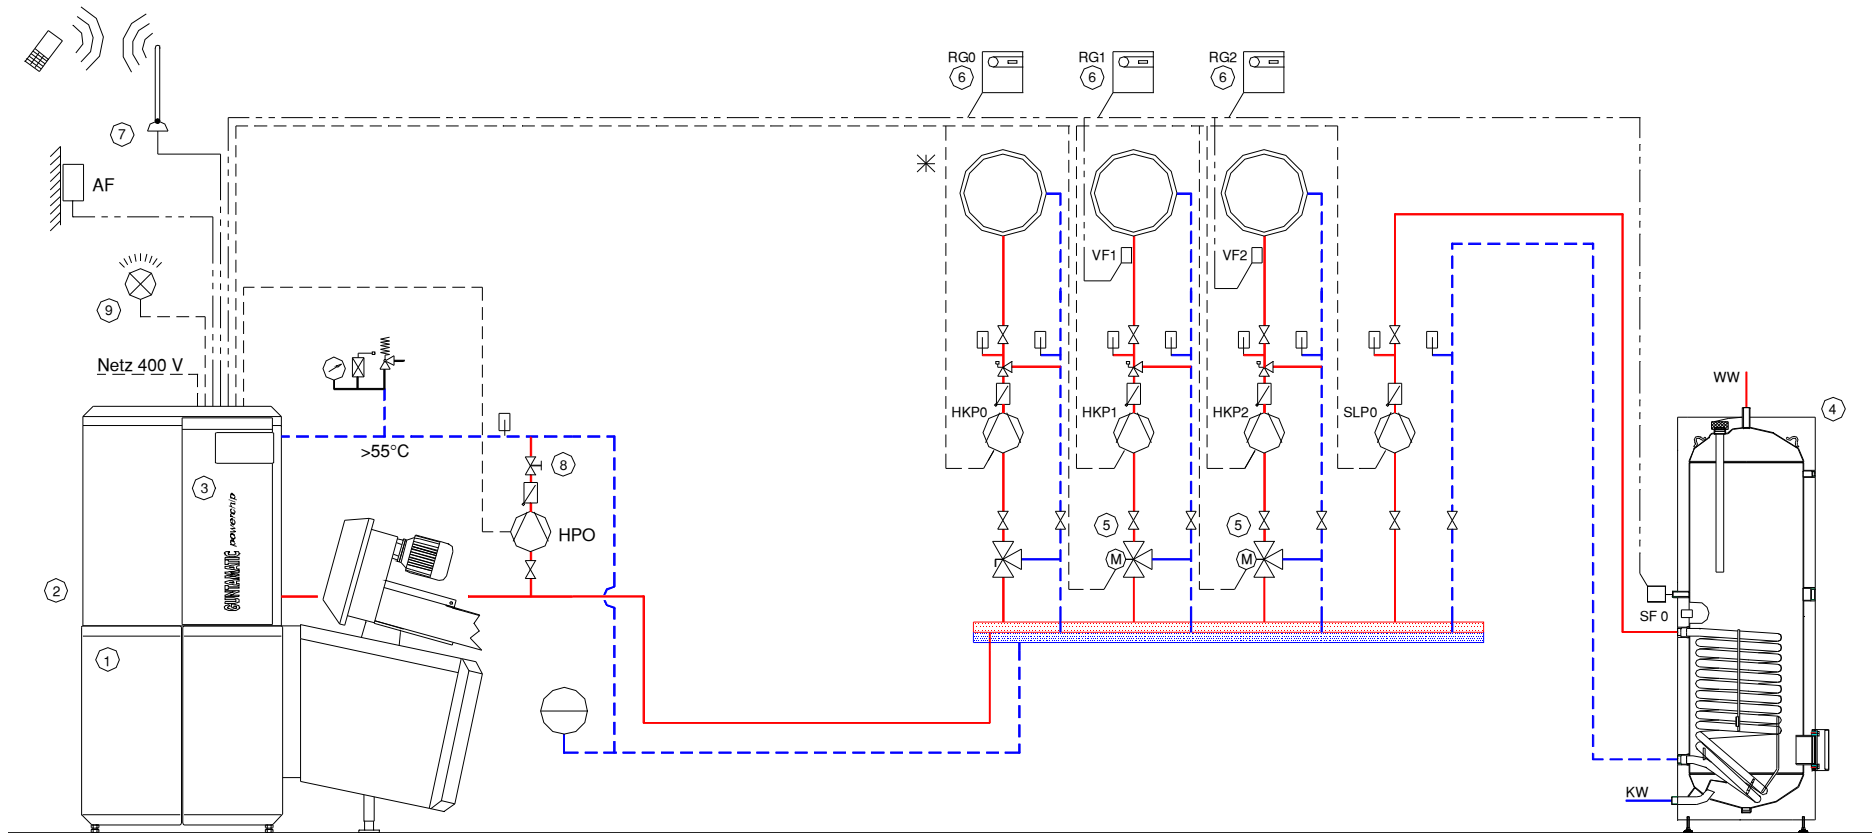 RG0
6
RG1
6
RG2
6
7
AF
9
Netz 400 V
VF1
VF2
>55°C
8
HPO
HKP0
HKP1
HKP2
SLP0
WW
4
3
GUNTAMATIC powerchip
5
5
M
M
2
1
SF 0
KW